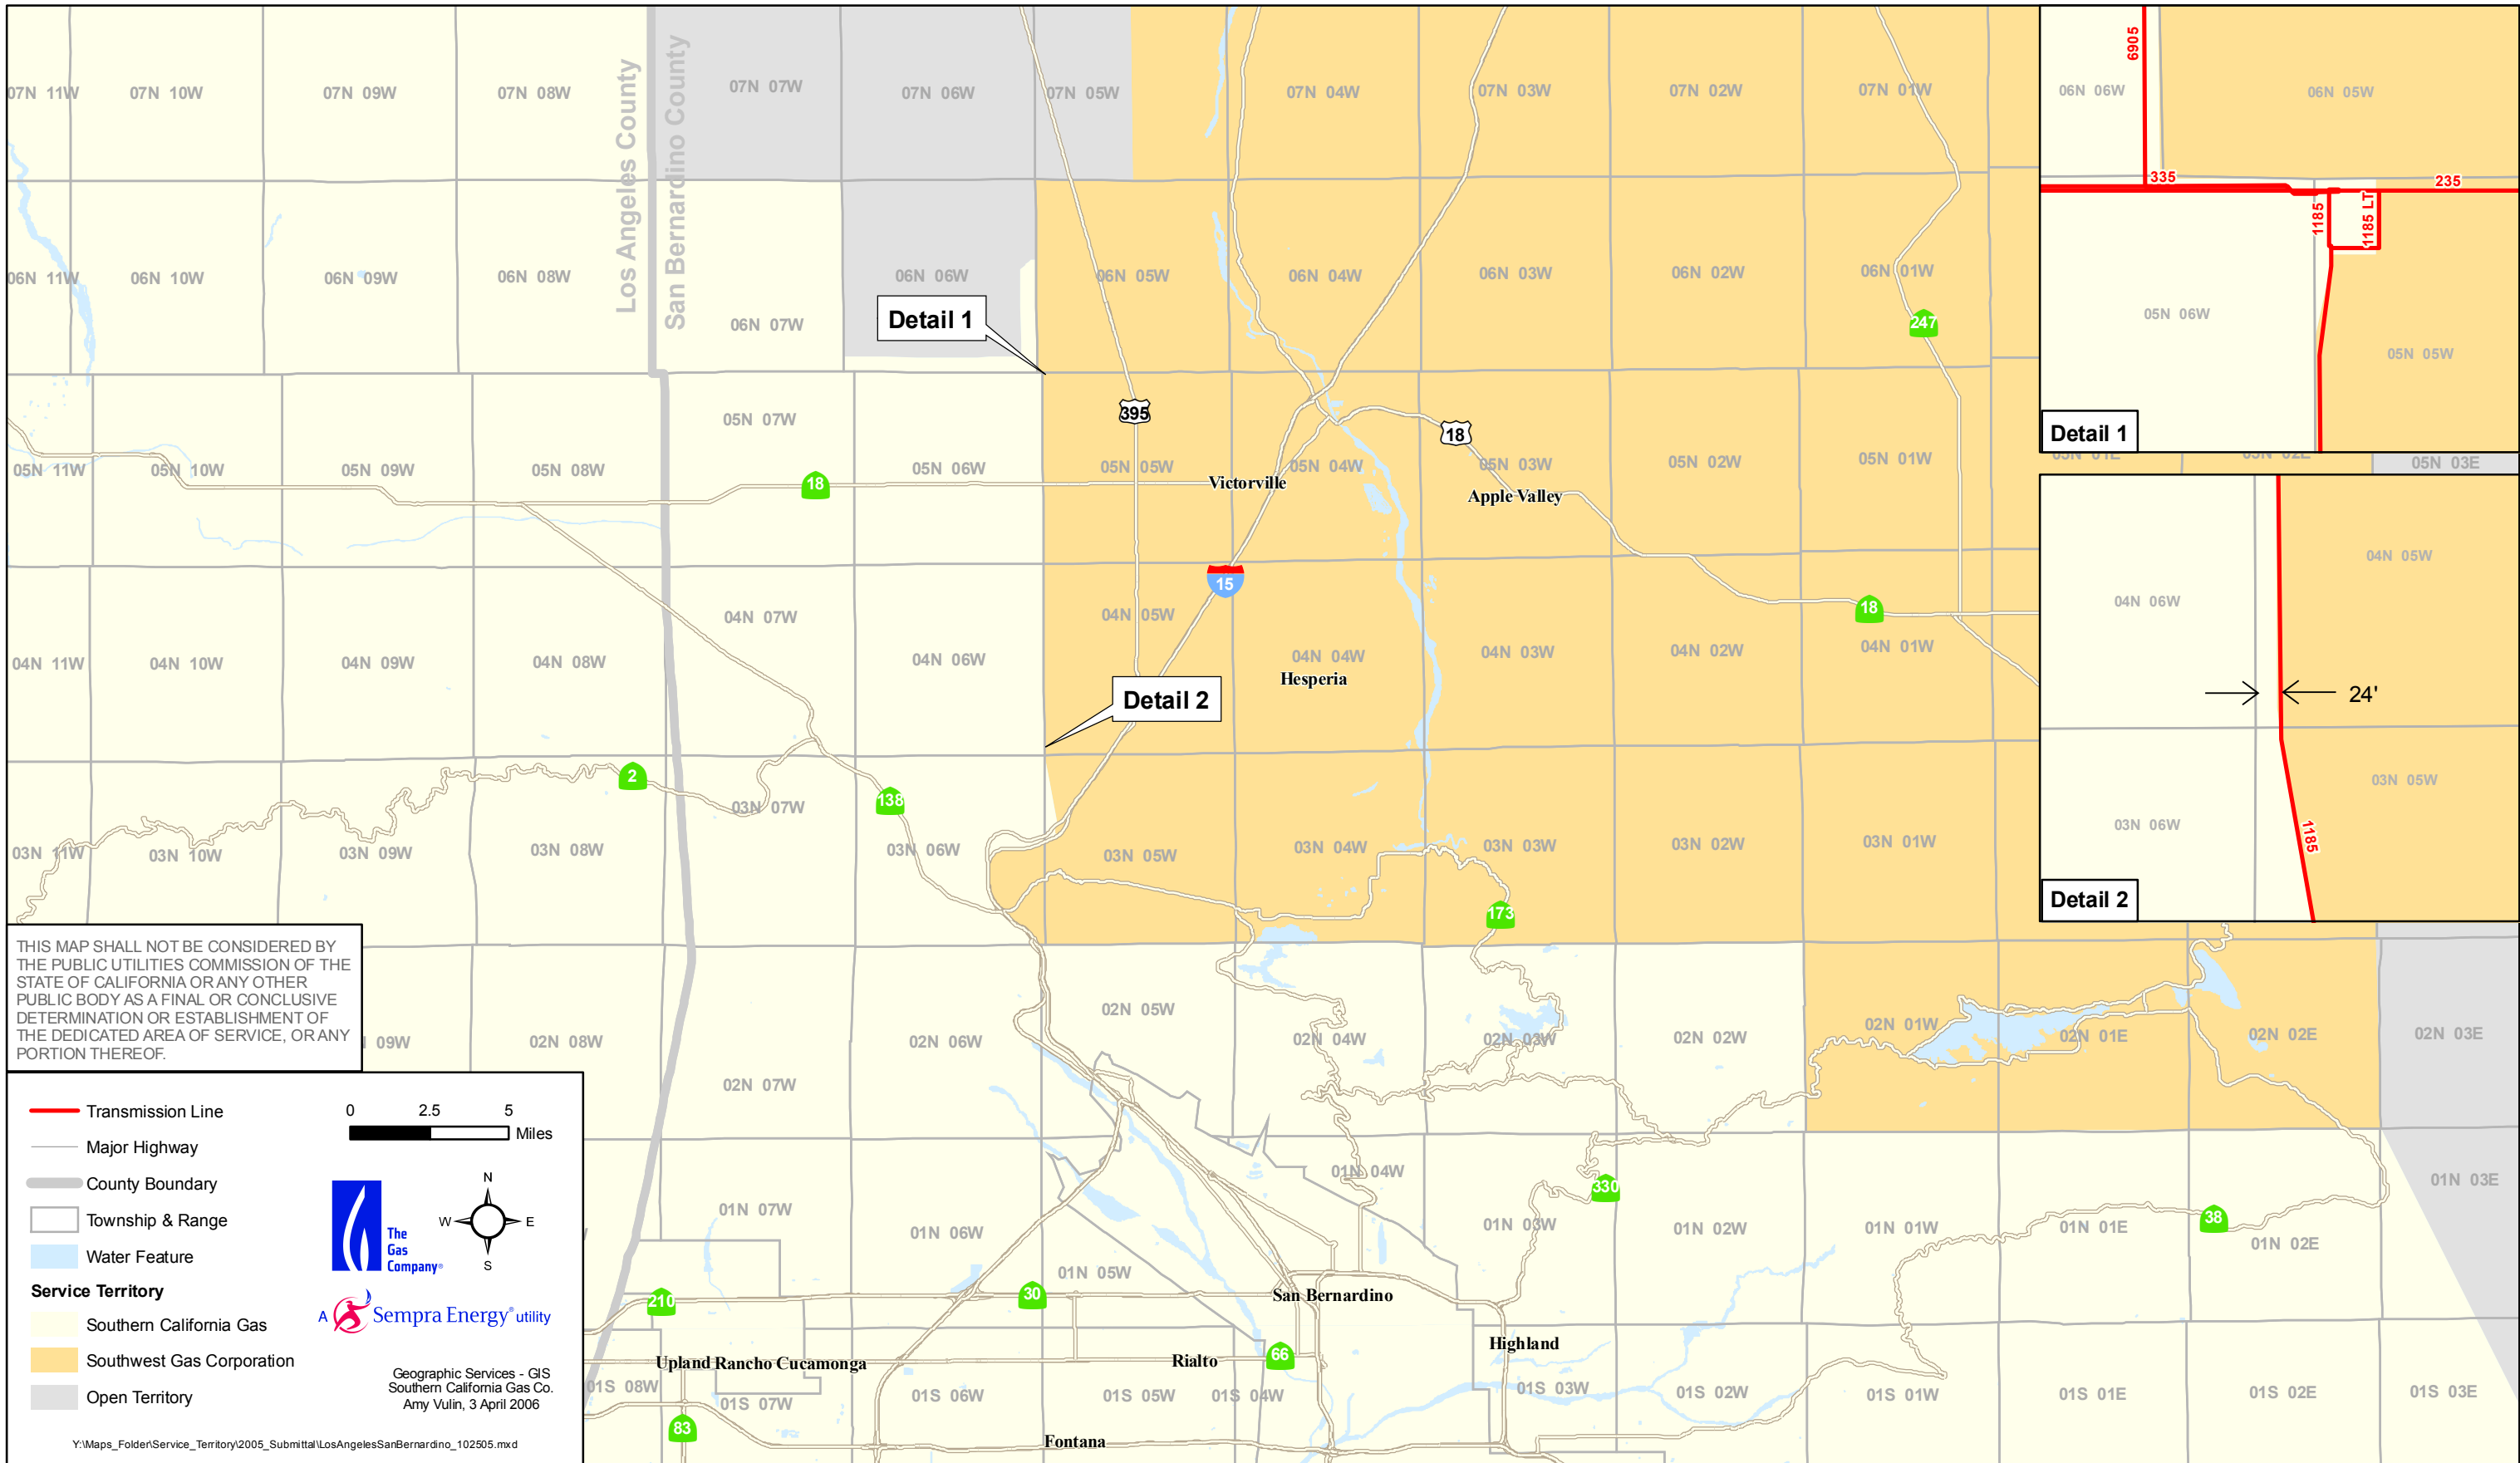 Los Angeles County
San Bernardino County
07N 11W
07N 10W
07N 09W
07N 08W
07N 07W
07N 06W
07N 05W
07N 04W
07N 03W
07N 02W
07N 01W
06N 11W
06N 10W
06N 09W
06N 08W
06N 07W
06N 06W
06N 05W
06N 04W
06N 03W
06N 02W
06N 01W
Detail 1
247
395
18
05N 11W
05N 10W
05N 09W
05N 08W
05N 07W
18
05N 06W
05N 05W
05N 04W
05N 03W
05N 02W
05N 01W
05N 01E
05N 02E
05N 03E
Victorville
Apple Valley
15
18
04N 11W
04N 10W
04N 09W
04N 08W
04N 07W
04N 06W
04N 05W
04N 04W
04N 03W
04N 02W
04N 01W
Hesperia
Detail 2
2
138
03N 11W
03N 10W
03N 09W
03N 08W
03N 07W
03N 06W
03N 05W
03N 04W
03N 03W
03N 02W
03N 01W
173
09W
02N 08W
02N 07W
02N 06W
02N 05W
02N 04W
02N 03W
02N 02W
02N 01W
02N 01E
02N 02E
02N 03E
01N 07W
01N 06W
01N 05W
01N 04W
01N 03W
01N 02W
01N 01W
01N 01E
01N 02E
01N 03E
330
38
210
30
San Bernardino
Highland
Upland
Rancho Cucamonga
Rialto
66
01S 08W
01S 07W
01S 06W
01S 05W
01S 04W
01S 03W
01S 02W
01S 01W
01S 01E
01S 02E
01S 03E
83
Fontana
6905
06N 06W
06N 05W
335
235
1185
1185 LT
05N 06W
05N 05W
Detail 1
04N 05W
04N 06W
24'
03N 05W
03N 06W
1185
Detail 2
THIS MAP SHALL NOT BE CONSIDERED BY
THE PUBLIC UTILITIES COMMISSION OF THE
STATE OF CALIFORNIA OR ANY OTHER
PUBLIC BODY AS A FINAL OR CONCLUSIVE
DETERMINATION OR ESTABLISHMENT OF
THE DEDICATED AREA OF SERVICE, OR ANY
PORTION THEREOF.
Transmission Line
Major Highway
County Boundary
Township & Range
Water Feature
Service Territory
Southern California Gas
Southwest Gas Corporation
Open Territory
0 2.5 5
Miles
N
W E
S
The
Gas
Company®
A Sempra Energy® utility
Geographic Services - GIS
Southern California Gas Co.
Amy Vulin, 3 April 2006
Y:\Maps_Folder\Service_Territory\2005_Submittal\LosAngelesSanBernardino_102505.mxd